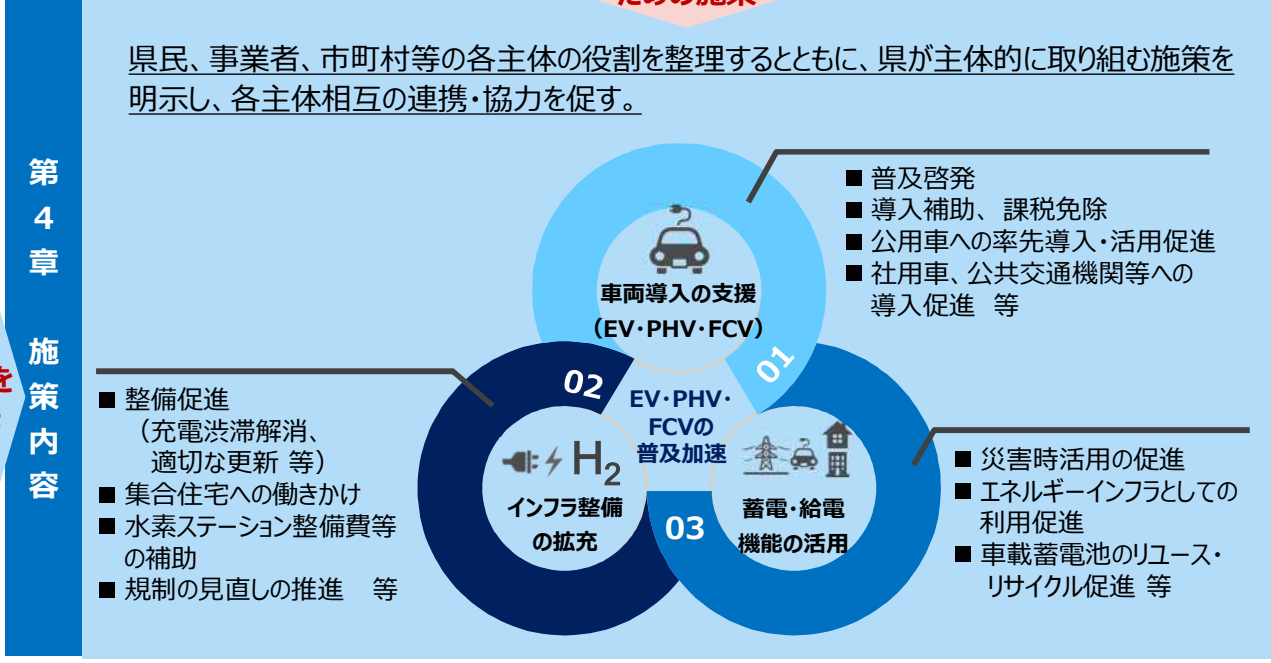 ための施策
県民、事業者、市町村等の各主体の役割を整理するとともに、県が主体的に取り組む施策を
明示し、各主体相互の連携・協力を促す。
第4章 施策内容
を
車両導入の支援
(EV・PHV・FCV)
01
■ 普及啓発
■ 導入補助、課税免除
■ 公用車への率先導入・活用促進
■ 社用車、公共交通機関等への
導入促進 等
02
■ 整備促進
(充電渋滞解消、
適切な更新 等)
■ 集合住宅への働きかけ
■ 水素ステーション整備費等
の補助
■ 規制の見直しの推進 等
H2
インフラ整備
の拡充
EV・PHV・
FCVの
普及加速
03
蓄電・給電
機能の活用
■ 災害時活用の促進
■ エネルギーインフラとしての
利用促進
■ 車載蓄電池のリユース・
リサイクル促進 等